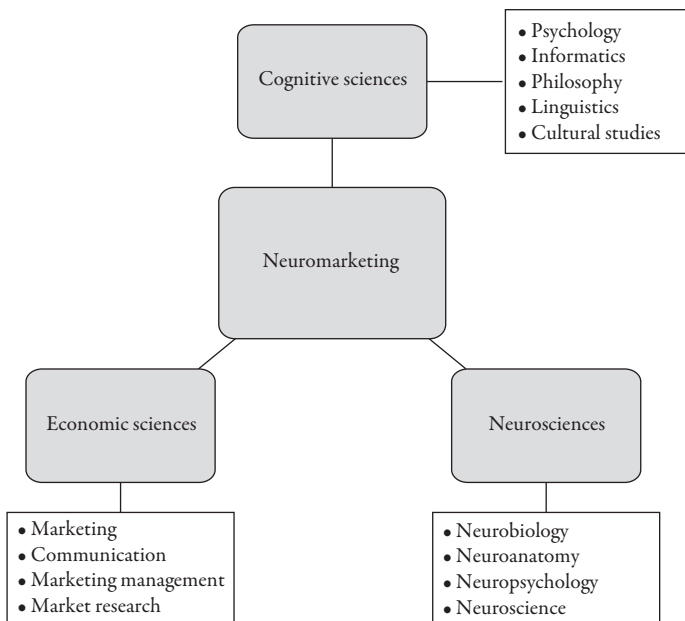 Cognitive sciences
• Psychology
• Informatics
• Philosophy
• Linguistics
• Cultural studies
Neuromarketing
Economic sciences
Neurosciences
• Marketing
• Communication
• Marketing management
• Market research
• Neurobiology
• Neuroanatomy
• Neuropsychology
• Neuroscience